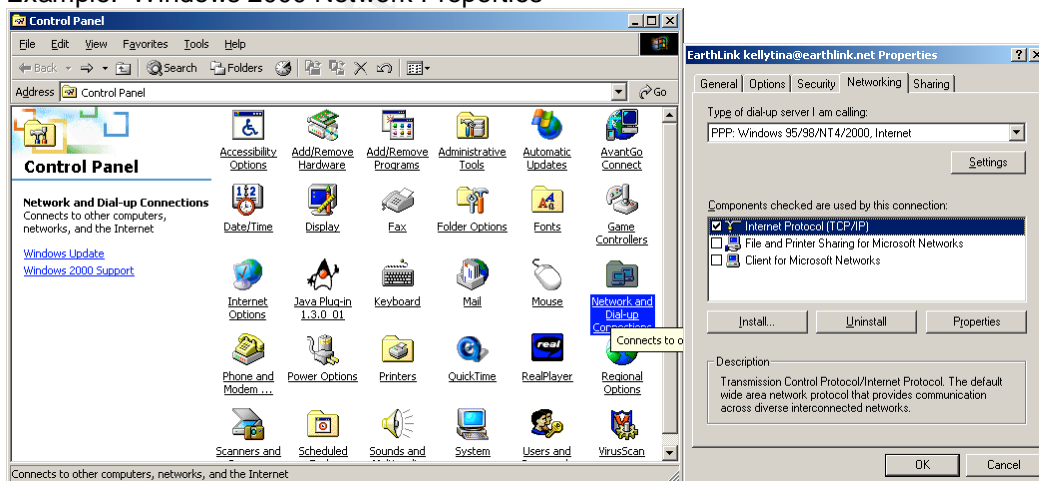 Example: Windows 2000 Network Properties
Control Panel
File Edit View Favorites Tools Help
Back Search Folders
Address Control Panel Go
Control Panel
Network and Dial-up Connections
Connects to other computers,
networks, and the Internet
Windows Update
Windows 2000 Support
Accessibility Options
Add/Remove Hardware
Add/Remove Programs
Administrative Tools
Automatic Updates
AvantGo Connect
Date/Time
Display
Fax
Folder Options
Fonts
Game Controllers
Internet Options
Java Plug-in 1.3.0_01
Keyboard
Mail
Mouse
Network and Dial-up Connections
Connects to o
Phone and Modem ...
Power Options
Printers
QuickTime
RealPlayer
Regional Options
Scanners and
Scheduled
Sounds and
System
Users and
VirusScan
Connects to other computers, networks, and the Internet
EarthLink kellytina@earthlink.net Properties
General Options Security Networking Sharing
Type of dial-up server I am calling:
PPP: Windows 95/98/NT4/2000, Internet
Settings
Components checked are used by this connection:
Internet Protocol (TCP/IP)
File and Printer Sharing for Microsoft Networks
Client for Microsoft Networks
Install... Uninstall Properties
Description
Transmission Control Protocol/Internet Protocol. The default
wide area network protocol that provides communication
across diverse interconnected networks.
OK Cancel